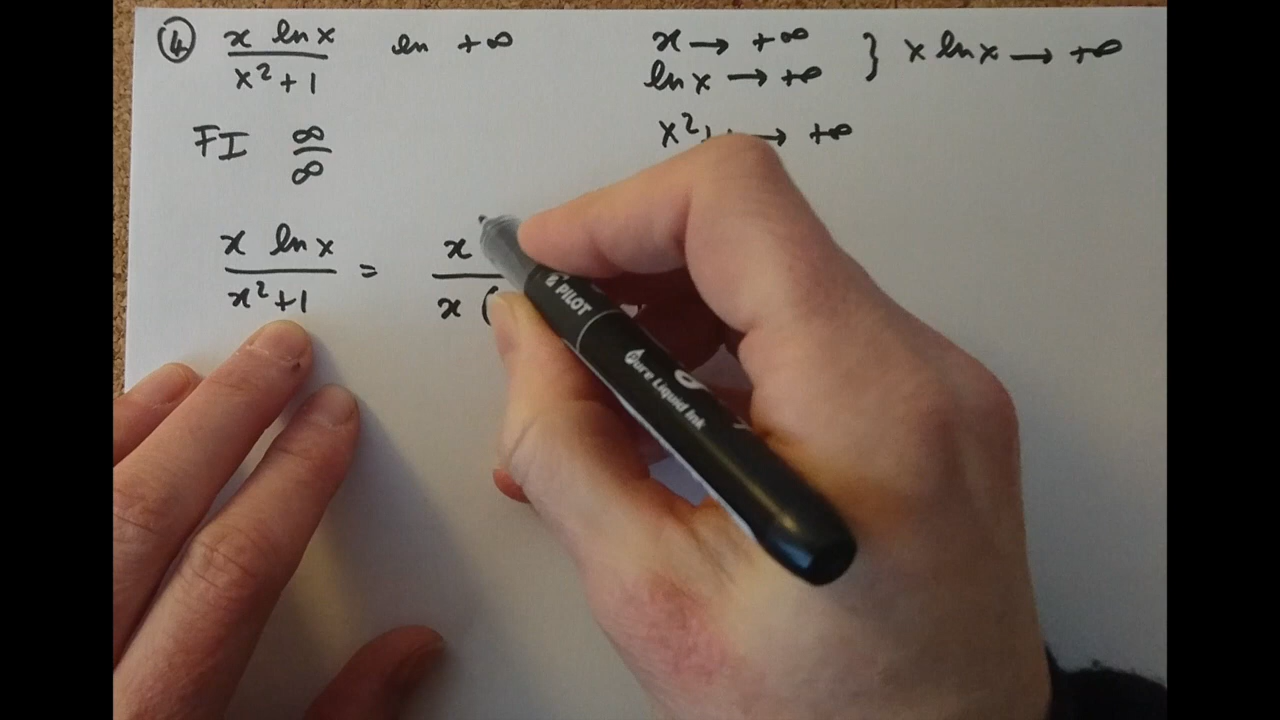 ④ x ln x / x² + 1 en +∞
x → +∞
ln x → +∞ } x ln x → +∞
x² → +∞
FI ∞/∞
x ln x / x² + 1 = x / x (
PILOT
Pure Liquid Ink